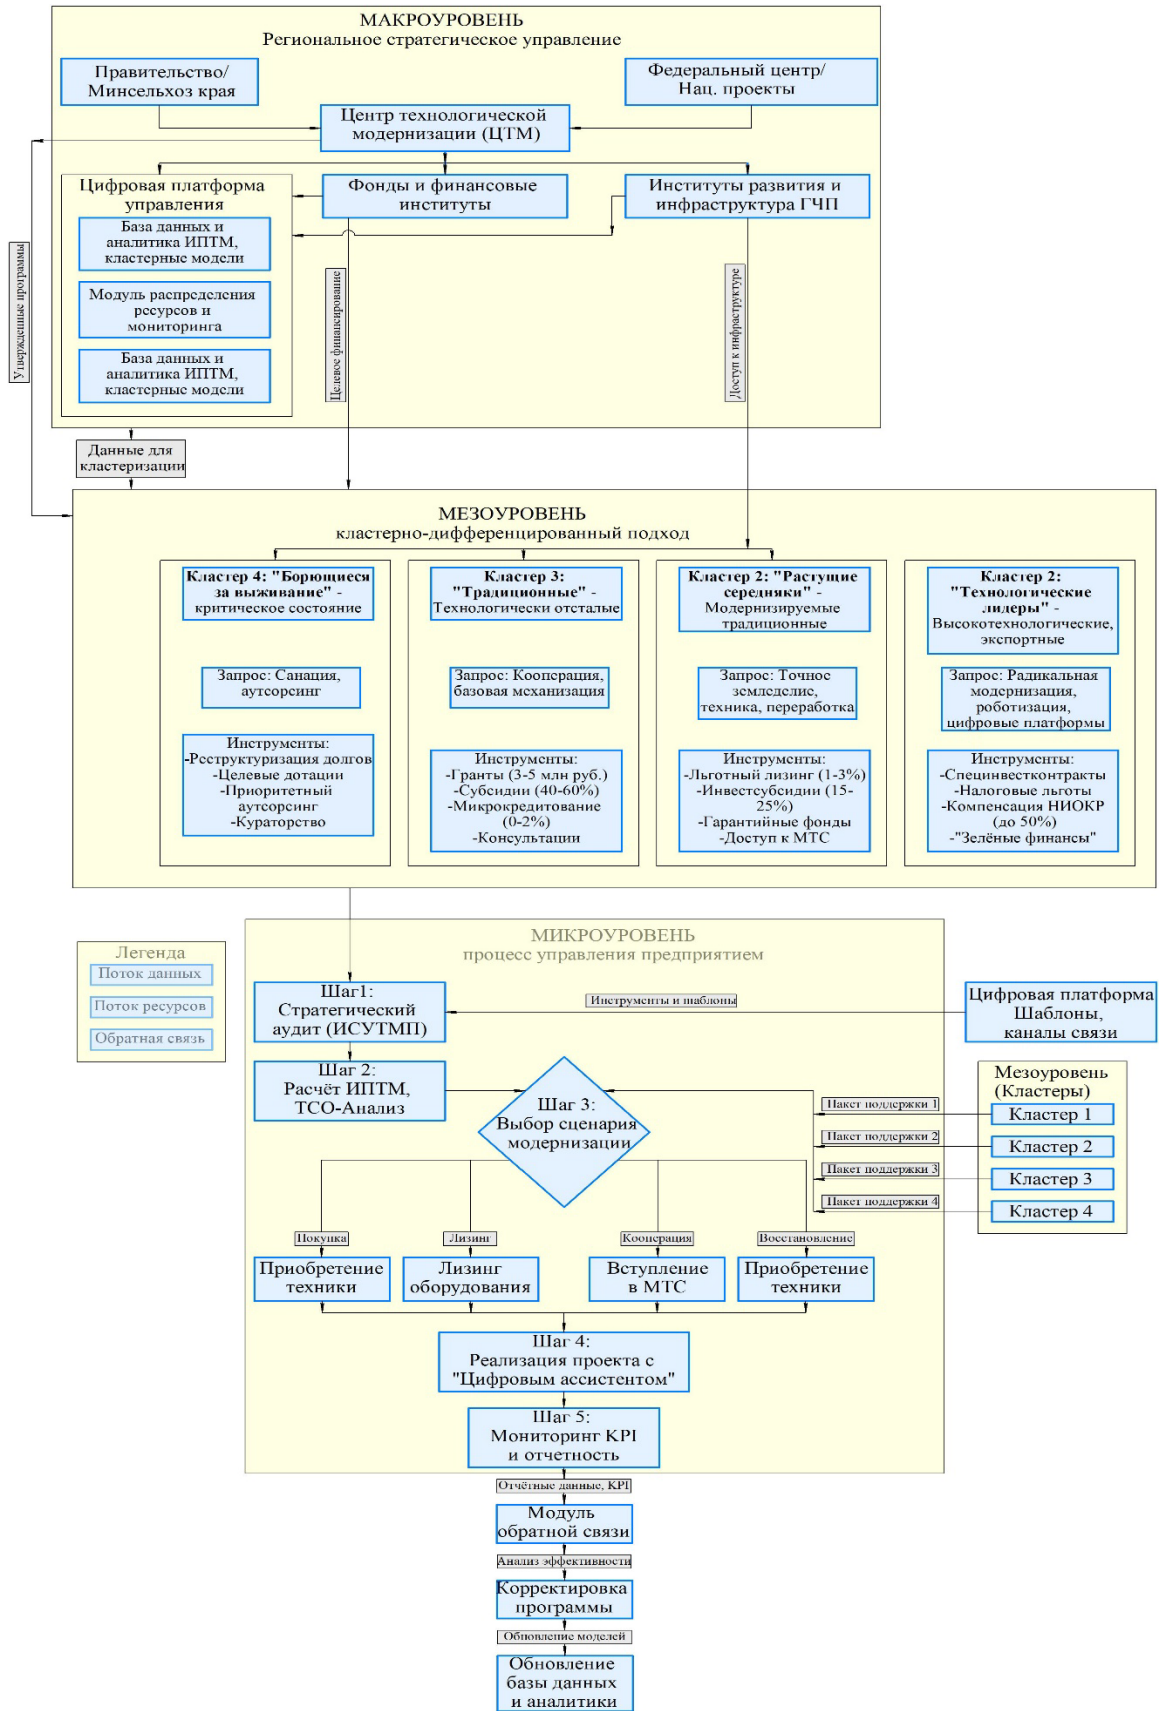 МАКРОУРОВЕНЬ
Региональное стратегическое управление
Правительство/
Минсельхоз края
Федеральный центр/
Нац. проекты
Центр технологической
модернизации (ЦТМ)
Цифровая платформа
управления
Фонды и финансовые
институты
Институты развития и
инфраструктура ГЧП
База данных и
аналитика ИПТМ,
кластерные модели
Модуль распределения
ресурсов и
мониторинга
База данных и
аналитика ИПТМ,
кластерные модели
Утвержденные программы
Целевое финансирование
Доступ к инфраструктуре
Данные для
кластеризации
МЕЗОУРОВЕНЬ
кластерно-дифференцированный подход
Кластер 4: "Борющиеся
за выживание" -
критическое состояние
Запрос: Санация,
аутсорсинг
Инструменты:
-Реструктуризация долгов
-Целевые дотации
-Приоритетный
аутсорсинг
-Кураторство
Кластер 3:
"Традиционные" -
Технологически отсталые
Запрос: Кооперация,
базовая механизация
Инструменты:
-Гранты (3-5 млн руб.)
-Субсидии (40-60%)
-Микрокредитование
(0-2%)
-Консультации
Кластер 2: "Растущие
середняки" -
Модернизируемые
традиционные
Запрос: Точное
земледелие,
техника, переработка
Инструменты:
-Льготный лизинг (1-3%)
-Инвестсубсидии (15-
25%)
-Гарантийные фонды
-Доступ к МТС
Кластер 2:
"Технологические
лидеры" -
Высокотехнологические,
экспортные
Запрос: Радикальная
модернизация,
роботизация,
цифровые платформы
Инструменты:
-Специнвестконтракты
-Налоговые льготы
-Компенсация НИОКР
(до 50%)
-"Зелёные финансы"
Легенда
Поток данных
Поток ресурсов
Обратная связь
МИКРОУРОВЕНЬ
процесс управления предприятием
Шаг1:
Стратегический
аудит (ИСУТМП)
Инструменты и шаблоны
Цифровая платформа
Шаблоны,
каналы связи
Шаг 2:
Расчёт ИПТМ,
ТСО-Анализ
Шаг 3:
Выбор сценария
модернизации
Мезоуровень
(Кластеры)
Пакет поддержки 1
Кластер 1
Пакет поддержки 2
Кластер 2
Пакет поддержки 3
Кластер 3
Пакет поддержки 4
Кластер 4
Покупка
Лизинг
Кооперация
Восстановление
Приобретение
техники
Лизинг
оборудования
Вступление
в МТС
Приобретение
техники
Шаг 4:
Реализация проекта с
"Цифровым ассистентом"
Шаг 5:
Мониторинг KPI
и отчетность
Отчётные данные, KPI
Модуль
обратной связи
Анализ эффективности
Корректировка
программы
Обновление моделей
Обновление
базы данных
и аналитики